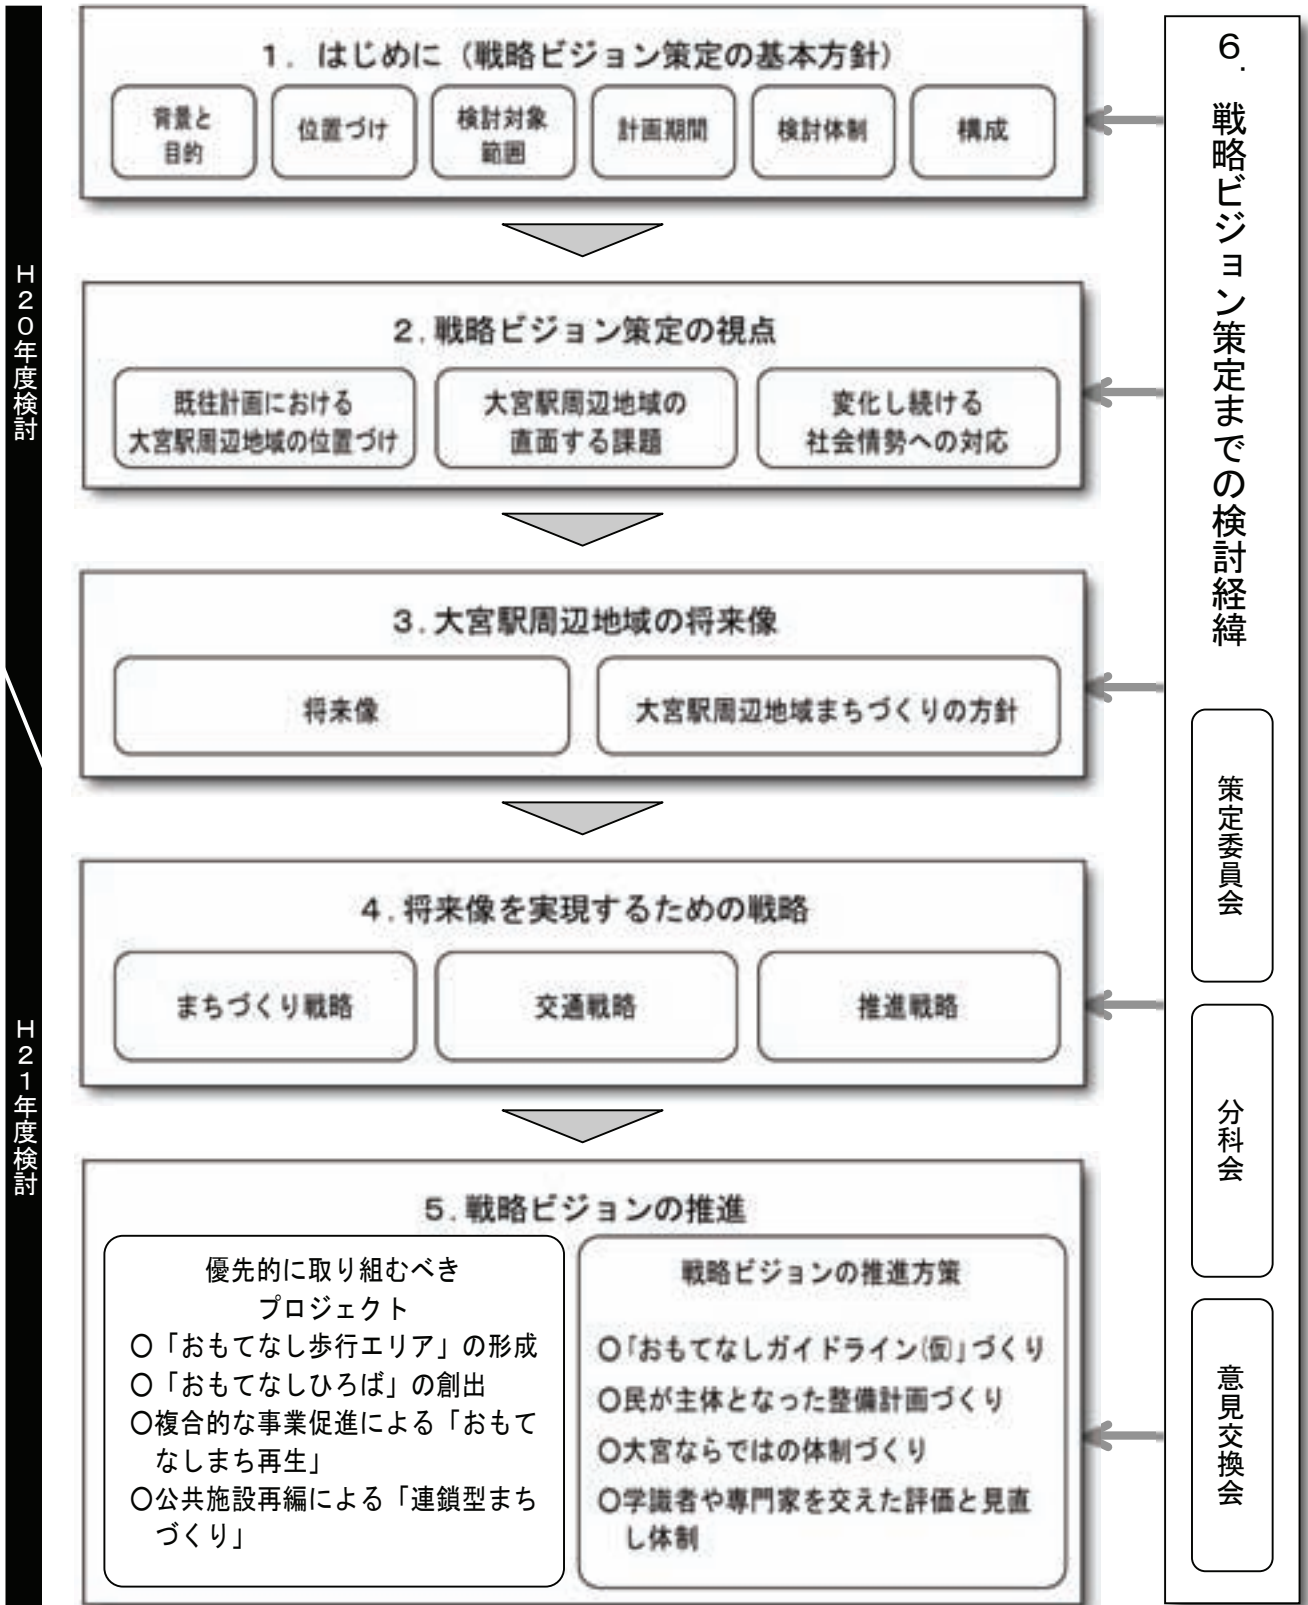 H20年度検討
H21年度検討
1．はじめに（戦略ビジョン策定の基本方針）
背景と
目的
位置づけ
検討対象
範囲
計画期間
検討体制
構成
2．戦略ビジョン策定の視点
既往計画における
大宮駅周辺地域の位置づけ
大宮駅周辺地域の
直面する課題
変化し続ける
社会情勢への対応
3．大宮駅周辺地域の将来像
将来像
大宮駅周辺地域まちづくりの方針
4．将来像を実現するための戦略
まちづくり戦略
交通戦略
推進戦略
5．戦略ビジョンの推進
優先的に取り組むべき
プロジェクト
○「おもてなし歩行エリア」の形成
○「おもてなしひろば」の創出
○複合的な事業促進による「おもて
なしまち再生」
○公共施設再編による「連鎖型まち
づくり」
戦略ビジョンの推進方策
○「おもてなしガイドライン(仮)」づくり
○民が主体となった整備計画づくり
○大宮ならではの体制づくり
○学識者や専門家を交えた評価と見直
し体制
6．戦略ビジョン策定までの検討経緯
策定委員会
分科会
意見交換会